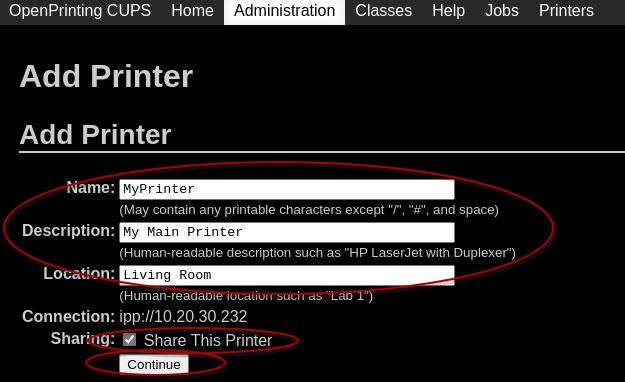 OpenPrinting CUPS Home Administration Classes Help Jobs Printers
Add Printer
Add Printer
Name: MyPrinter
(May contain any printable characters except "/", "#", and space)
Description: My Main Printer
(Human-readable description such as "HP LaserJet with Duplexer")
Location: Living Room
(Human-readable location such as "Lab 1")
Connection: ipp://10.20.30.232
Sharing: Share This Printer
Continue